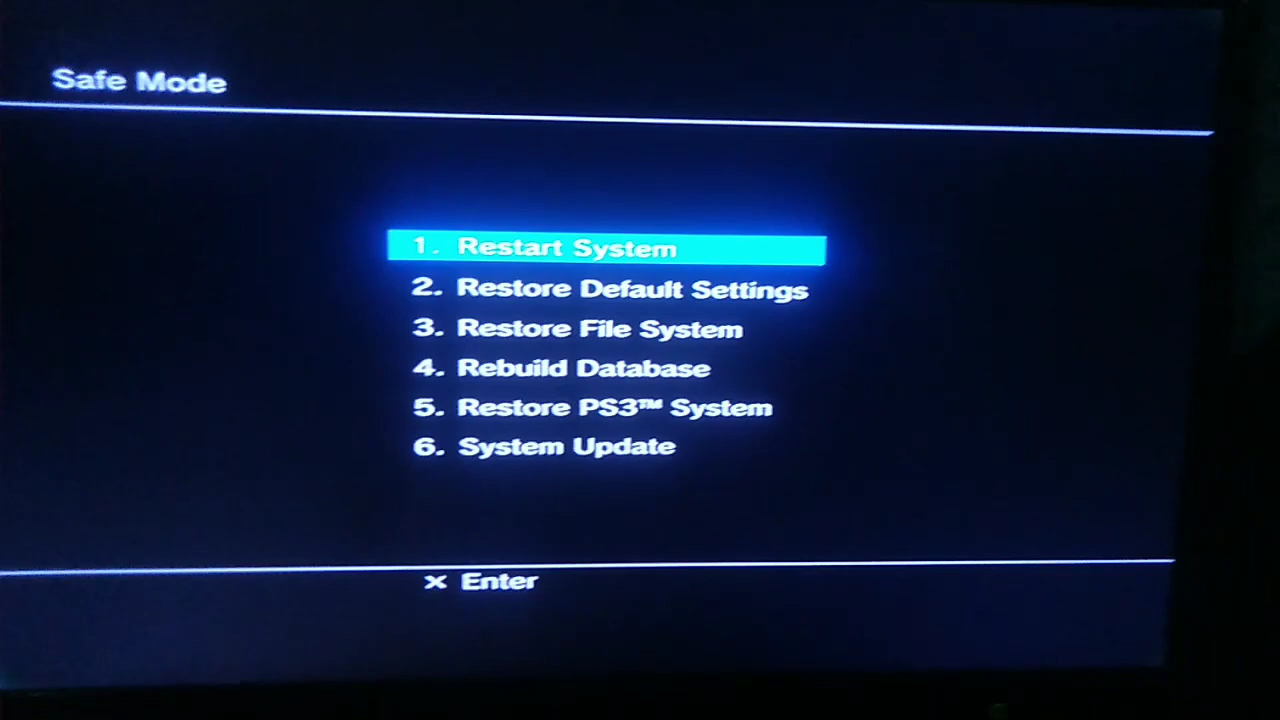 Safe Mode
1. Restart System
2. Restore Default Settings
3. Restore File System
4. Rebuild Database
5. Restore PS3™ System
6. System Update
× Enter